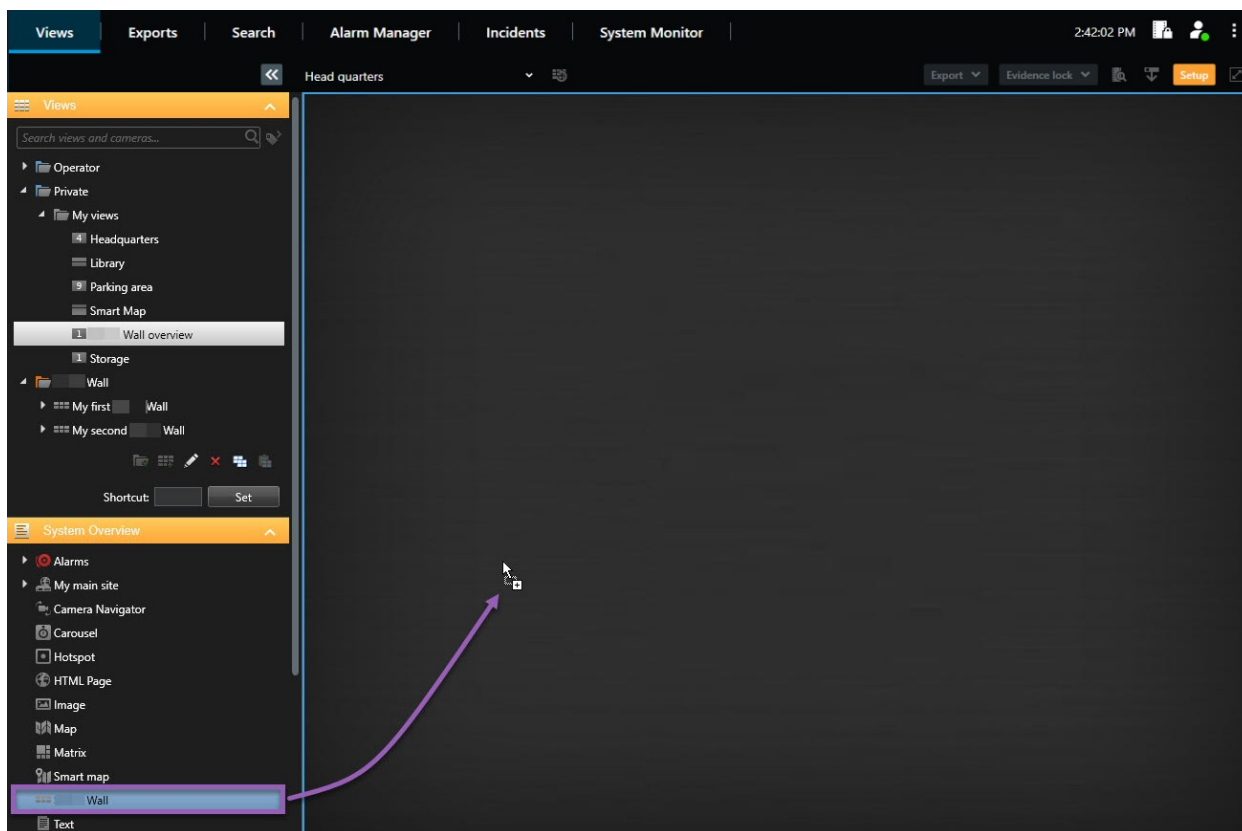 Views Exports Search Alarm Manager Incidents System Monitor 2:42:02 PM
Head quarters Export Evidence lock Setup
Views
Search views and cameras...
Operator
Private
My views
4 Headquarters
Library
9 Parking area
Smart Map
1 Wall overview
1 Storage
Wall
My first Wall
My second Wall
Shortcut: Set
System Overview
Alarms
My main site
Camera Navigator
Carousel
Hotspot
HTML Page
Image
Map
Matrix
Smart map
Wall
Text